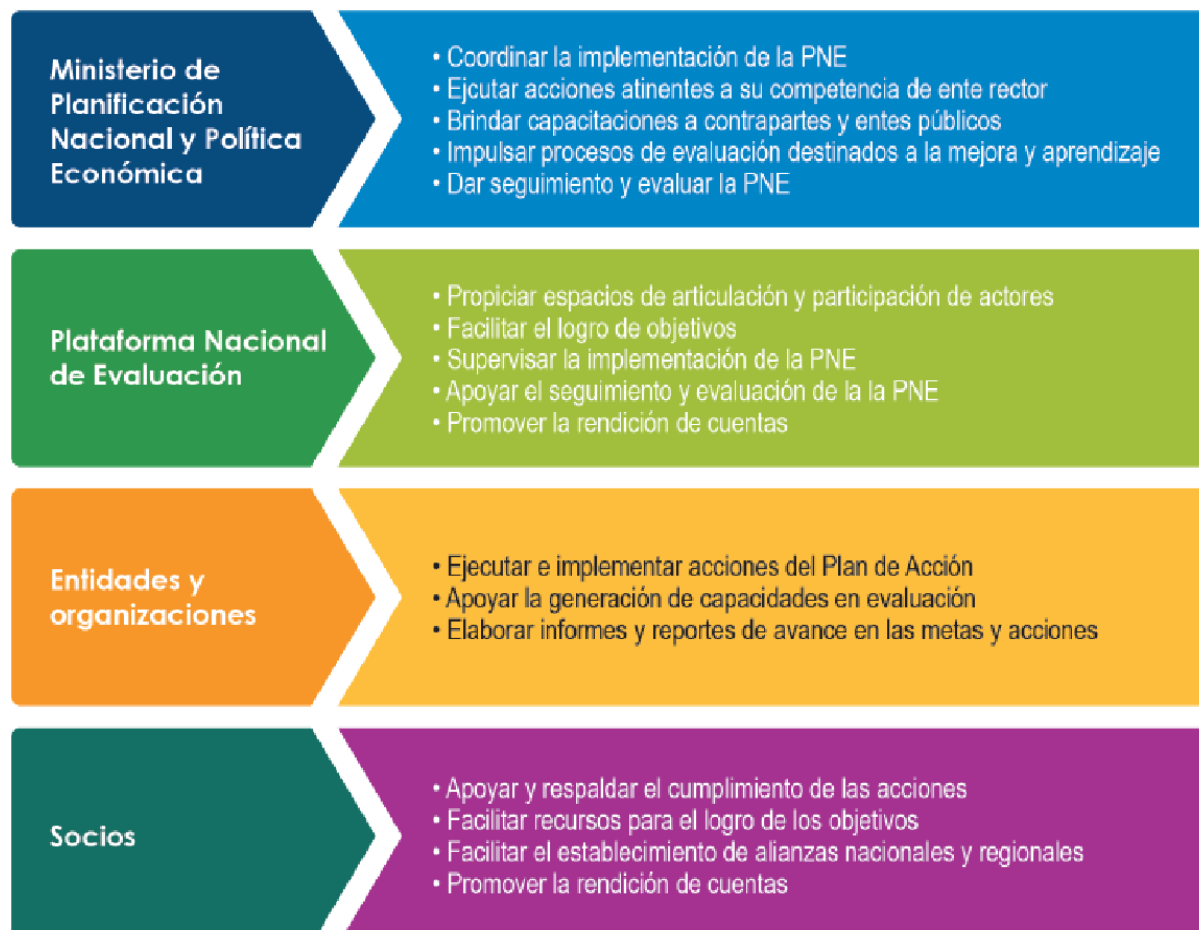 Ministerio de
Planificación
Nacional y Política
Económica
• Coordinar la implementación de la PNE
• Ejcutar acciones atinentes a su competencia de ente rector
• Brindar capacitaciones a contrapartes y entes públicos
• Impulsar procesos de evaluación destinados a la mejora y aprendizaje
• Dar seguimiento y evaluar la PNE
Plataforma Nacional
de Evaluación
• Propiciar espacios de articulación y participación de actores
• Facilitar el logro de objetivos
• Supervisar la implementación de la PNE
• Apoyar el seguimiento y evaluación de la la PNE
• Promover la rendición de cuentas
Entidades y
organizaciones
• Ejecutar e implementar acciones del Plan de Acción
• Apoyar la generación de capacidades en evaluación
• Elaborar informes y reportes de avance en las metas y acciones
Socios
• Apoyar y respaldar el cumplimiento de las acciones
• Facilitar recursos para el logro de los objetivos
• Facilitar el establecimiento de alianzas nacionales y regionales
• Promover la rendición de cuentas